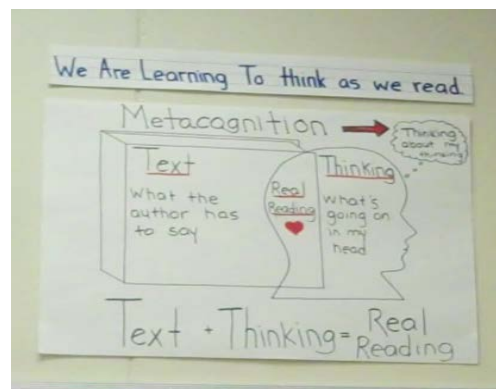 We Are Learning To think as we read
Metacognition
Thinking
about my
thinking
Text
What the
author has
to say
Real
Reading
Thinking
What's
going on
in my
head
Text + Thinking = Real
Reading